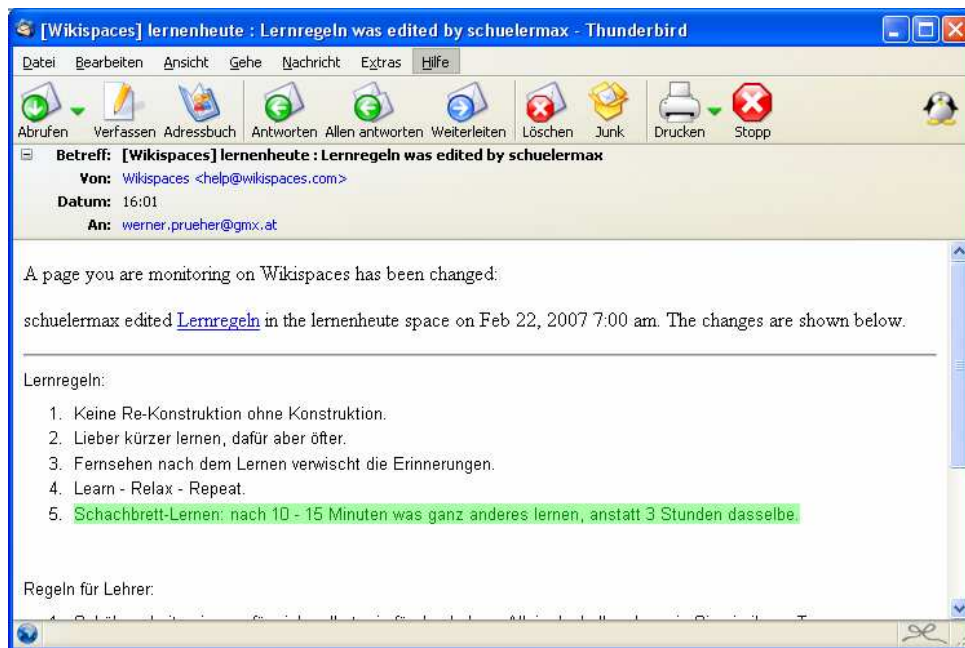 [Wikispaces] lernenheute : Lernregeln was edited by schuelermax - Thunderbird
Datei Bearbeiten Ansicht Gehe Nachricht Extras Hilfe
Abrufen Verfassen Adressbuch Antworten Allen antworten Weiterleiten Löschen Junk Drucken Stopp
Betreff: [Wikispaces] lernenheute : Lernregeln was edited by schuelermax
Von: Wikispaces <help@wikispaces.com>
Datum: 16:01
An: werner.prueher@gmx.at
A page you are monitoring on Wikispaces has been changed:
schuelermax edited Lernregeln in the lernenheute space on Feb 22, 2007 7:00 am. The changes are shown below.
Lernregeln:
1. Keine Re-Konstruktion ohne Konstruktion.
2. Lieber kürzer lernen, dafür aber öfter.
3. Fernsehen nach dem Lernen verwischt die Erinnerungen.
4. Learn - Relax - Repeat.
5. Schachbrett-Lernen: nach 10 - 15 Minuten was ganz anderes lernen, anstatt 3 Stunden dasselbe.
Regeln für Lehrer: